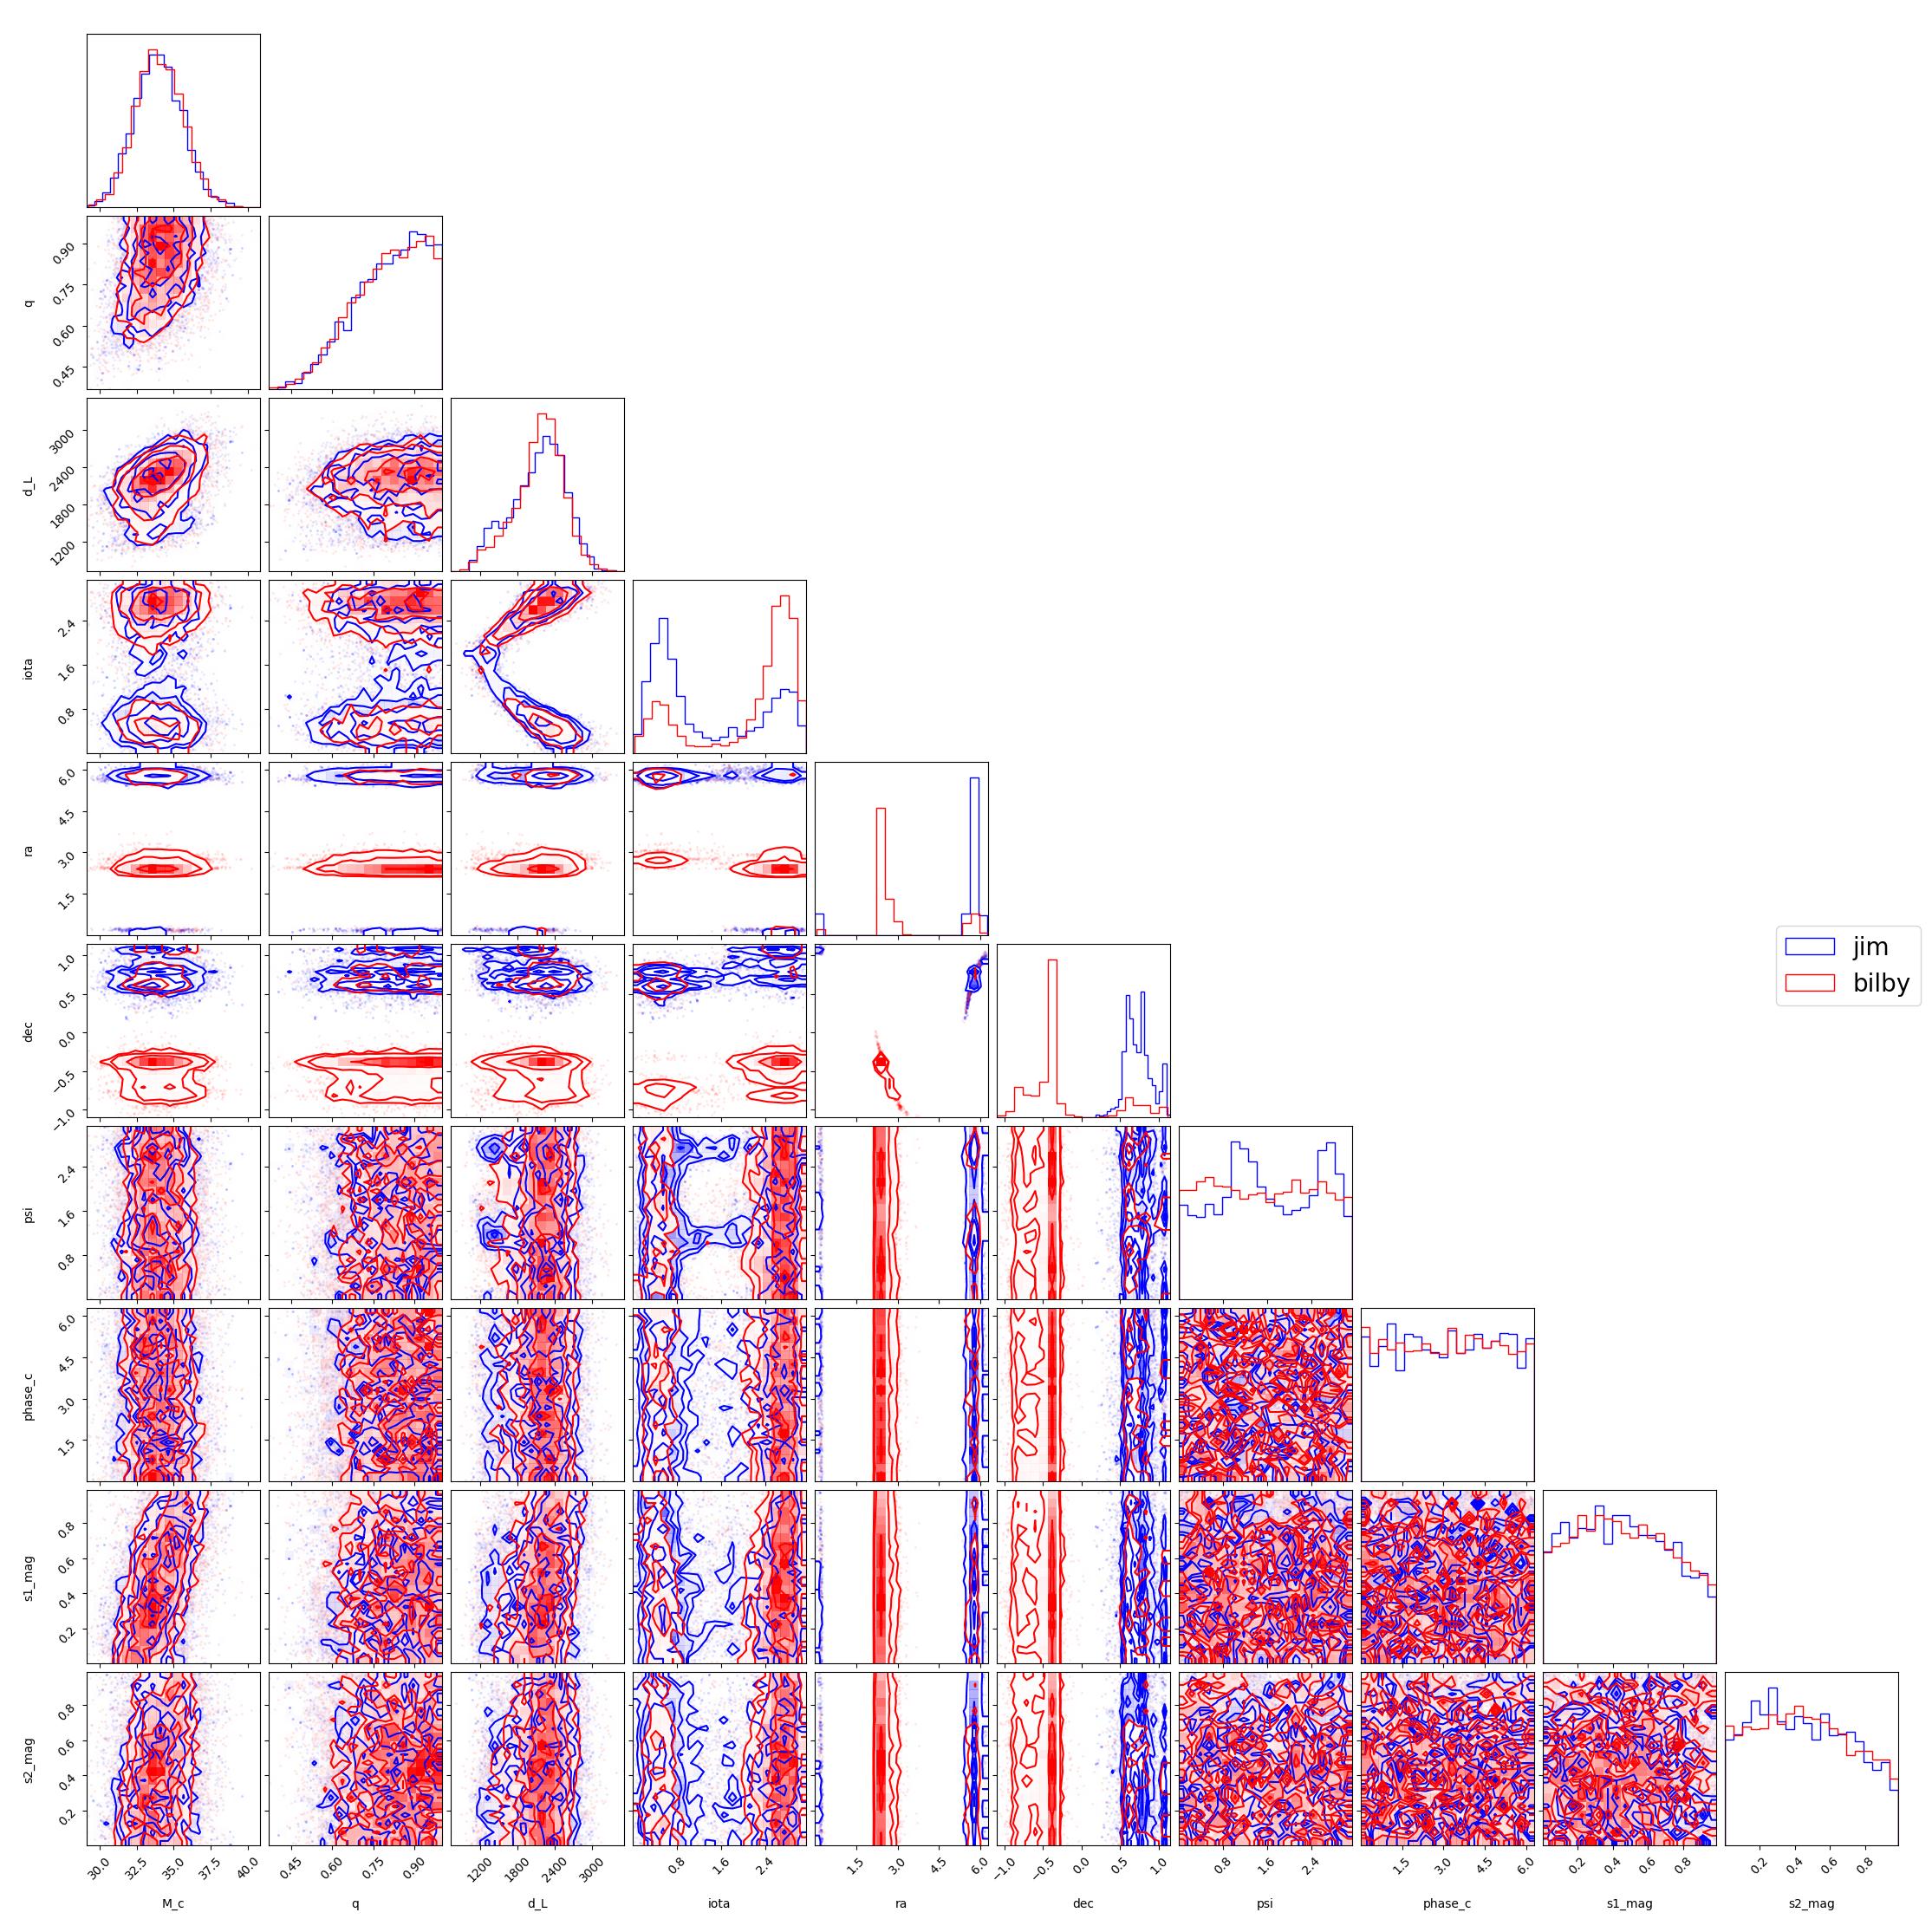 0.90
0.75
0.60
0.45
q
3000
2400
1800
1200
d_L
2.4
1.6
0.8
iota
6.0
4.5
3.0
1.5
ra
1.0
0.5
0.0
−0.5
−1.0
dec
jim
bilby
2.4
1.6
0.8
psi
6.0
4.5
3.0
1.5
phase_c
0.8
0.6
0.4
0.2
s1_mag
0.8
0.6
0.4
0.2
s2_mag
30.0 32.5 35.0 37.5 40.0 0.45 0.60 0.75 0.90 1200 1800 2400 3000 0.8 1.6 2.4 1.5 3.0 4.5 6.0 −1.0 −0.5 0.0 0.5 1.0 0.8 1.6 2.4 1.5 3.0 4.5 6.0 0.2 0.4 0.6 0.8 0.2 0.4 0.6 0.8
M_c q d_L iota ra dec psi phase_c s1_mag s2_mag